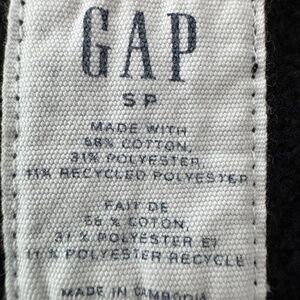 GAP
SP
MADE WITH
58% COTTON,
31% POLYESTER,
11% RECYCLED POLYESTER
FAIT DE
58 % COTON,
31 % POLYESTER ET
11 % POLYESTER RECYCLE
MADE IN CAMBODIA